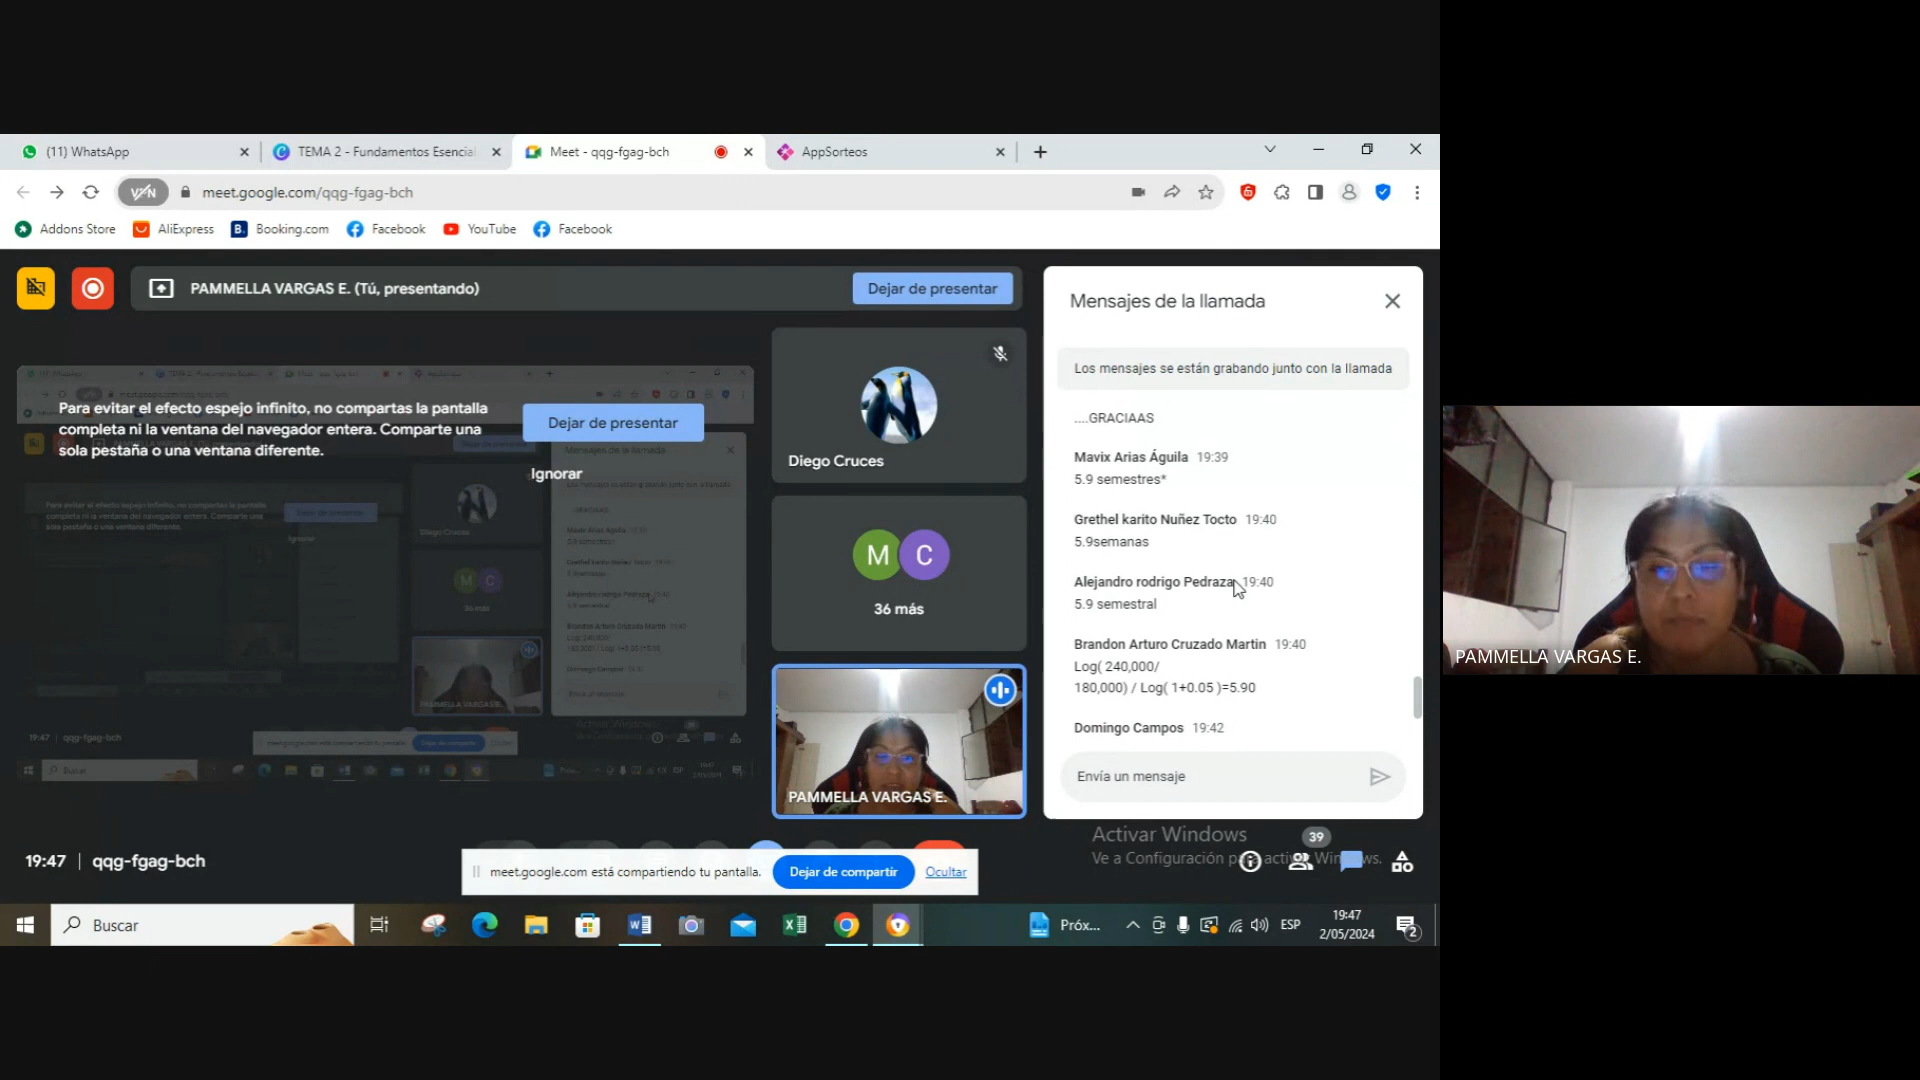 (11) WhatsApp
TEMA 2 - Fundamentos Esencial
Meet - qqg-fgag-bch
AppSorteos
VPN
meet.google.com/qqg-fgag-bch
Addons Store
AliExpress
B.
Booking.com
Facebook
YouTube
Facebook
PAMMELLA VARGAS E. (Tú, presentando)
Dejar de presentar
Para evitar el efecto espejo infinito, no compartas la pantalla
completa ni la ventana del navegador entera. Comparte una
sola pestaña o una ventana diferente.
Dejar de presentar
Ignorar
Diego Cruces
M C
36 más
PAMMELLA VARGAS E.
Mensajes de la llamada
Los mensajes se están grabando junto con la llamada
....GRACIAAS
Mavix Arias Águila 19:39
5.9 semestres*
Grethel karito Nuñez Tocto 19:40
5.9semanas
Alejandro rodrigo Pedraza 19:40
5.9 semestral
Brandon Arturo Cruzado Martin 19:40
Log( 240,000/
180,000) / Log( 1+0.05 )=5.90
Domingo Campos 19:42
Envía un mensaje
Activar Windows
39
19:47 | qqg-fgag-bch
meet.google.com está compartiendo tu pantalla.
Dejar de compartir
Ocultar
Buscar
Próx...
ESP
19:47
2/05/2024
2
PAMMELLA VARGAS E.